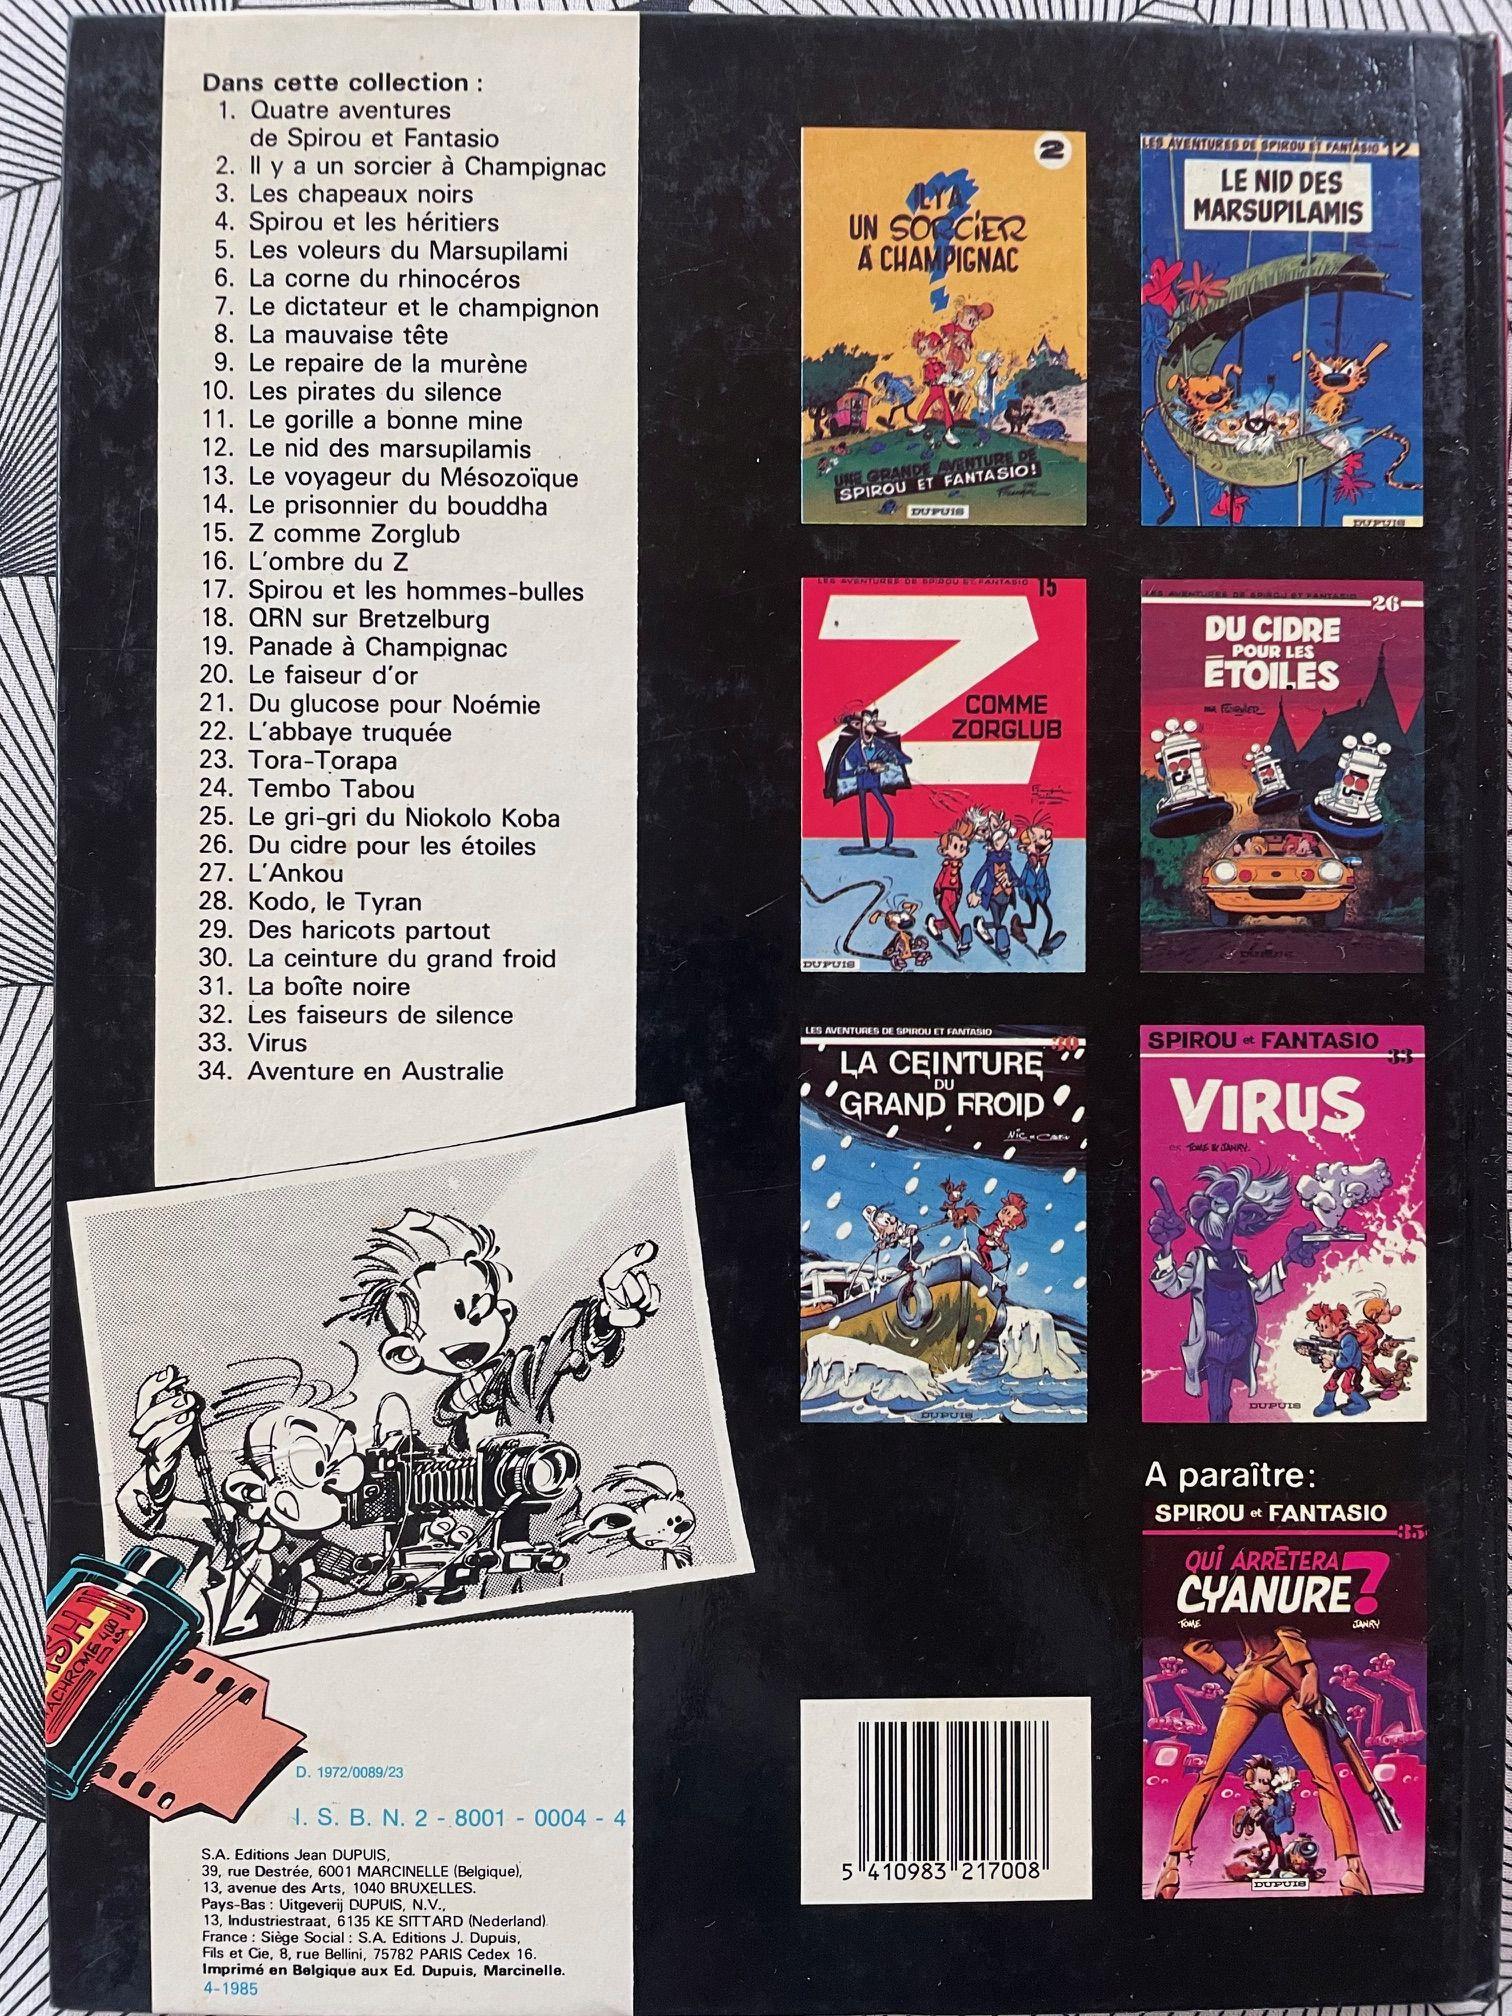 Dans cette collection :
1. Quatre aventures
de Spirou et Fantasio
2. Il y a un sorcier à Champignac
3. Les chapeaux noirs
4. Spirou et les héritiers
5. Les voleurs du Marsupilami
6. La corne du rhinocéros
7. Le dictateur et le champignon
8. La mauvaise tête
9. Le repaire de la murène
10. Les pirates du silence
11. Le gorille a bonne mine
12. Le nid des marsupilamis
13. Le voyageur du Mésozoïque
14. Le prisonnier du bouddha
15. Z comme Zorglub
16. L'ombre du Z
17. Spirou et les hommes-bulles
18. QRN sur Bretzelburg
19. Panade à Champignac
20. Le faiseur d'or
21. Du glucose pour Noémie
22. L'abbaye truquée
23. Tora-Torapa
24. Tembo Tabou
25. Le gri-gri du Niokolo Koba
26. Du cidre pour les étoiles
27. L'Ankou
28. Kodo, le Tyran
29. Des haricots partout
30. La ceinture du grand froid
31. La boîte noire
32. Les faiseurs de silence
33. Virus
34. Aventure en Australie
ISH
ACHROME 400
ASA
D. 1972/0089/23
I. S. B. N. 2 - 8001 - 0004 - 4
S.A. Editions Jean DUPUIS,
39, rue Destrée, 6001 MARCINELLE (Belgique),
13, avenue des Arts, 1040 BRUXELLES.
Pays-Bas : Uitgeverij DUPUIS, N.V.,
13, Industriestraat, 6135 KE SITTARD (Nederland).
France : Siège Social : S.A. Editions J. Dupuis,
Fils et Cie, 8, rue Bellini, 75782 PARIS Cedex 16.
Imprimé en Belgique aux Ed. Dupuis, Marcinelle.
4-1985
2
IL Y A
UN SORCIER
À CHAMPIGNAC
?
UNE GRANDE AVENTURE DE
SPIROU ET FANTASIO!
PAR Franquin
DUPUIS
LES AVENTURES DE SPIROU ET FANTASIO 12
LE NID DES
MARSUPILAMIS
DUPUIS
LES AVENTURES DE SPIROU ET FANTASIO 15
Z
COMME
ZORGLUB
DUPUIS
LES AVENTURES DE SPIROU ET FANTASIO 26
DU CIDRE
POUR LES
ÉTOILES
PAR FOURNIER
DUPUIS
LES AVENTURES DE SPIROU ET FANTASIO
30
LA CEINTURE
DU
GRAND FROID
NIC et CAUVIN
DUPUIS
SPIROU et FANTASIO
33
VIRUS
TOME & JANRY
DUPUIS
A paraître:
SPIROU et FANTASIO
35
QUI ARRÊTERA
CYANURE?
TOME JANRY
DUPUIS
5 410983 217008